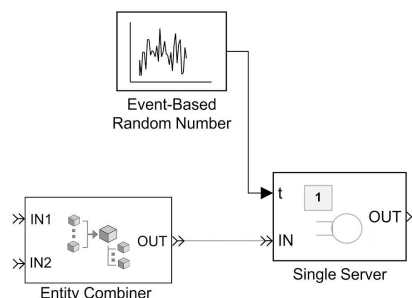 Event-Based
Random Number
t
1
OUT
IN
Single Server
IN1
OUT
IN2
Entity Combiner